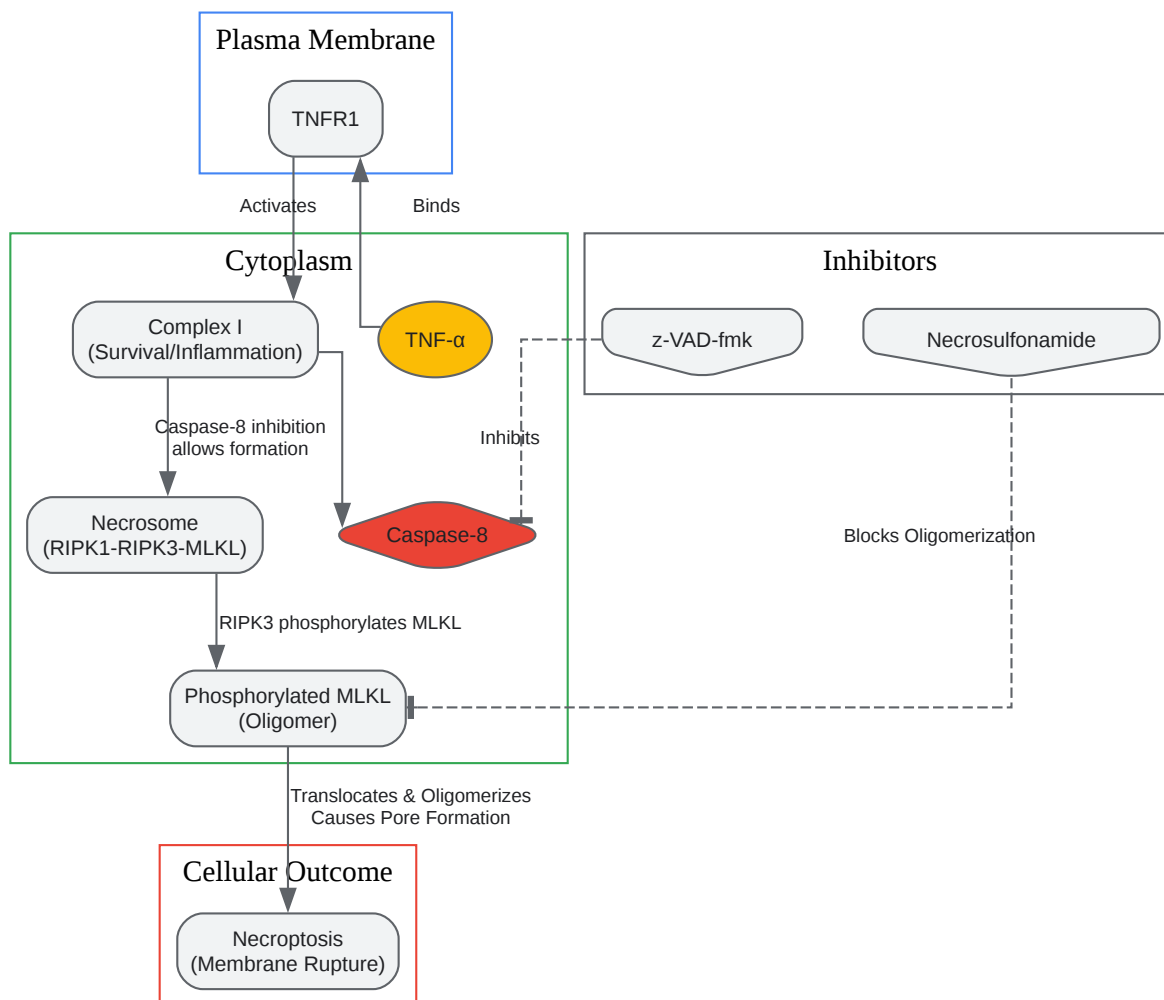 Plasma Membrane
TNFR1
Activates
Binds
Cytoplasm
Inhibitors
Complex I
(Survival/Inflammation)
TNF-α
z-VAD-fmk
Necrosulfonamide
Caspase-8 inhibition
allows formation
Inhibits
Necrosome
(RIPK1-RIPK3-MLKL)
Caspase-8
Blocks Oligomerization
RIPK3 phosphorylates MLKL
Phosphorylated MLKL
(Oligomer)
Translocates & Oligomerizes
Causes Pore Formation
Cellular Outcome
Necroptosis
(Membrane Rupture)